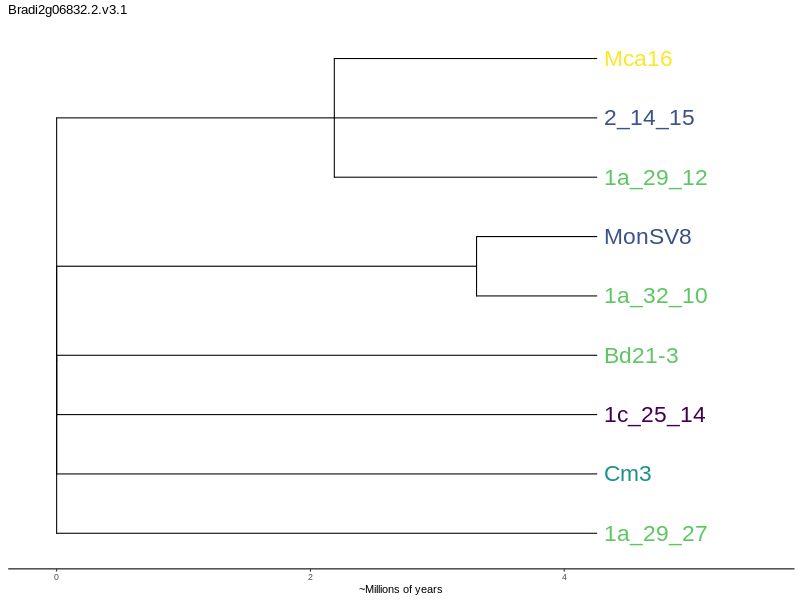 Bradi2g06832.2.v3.1
Mca16
2_14_15
1a_29_12
MonSV8
1a_32_10
Bd21-3
1c_25_14
Cm3
1a_29_27
0 2 4
~Millions of years